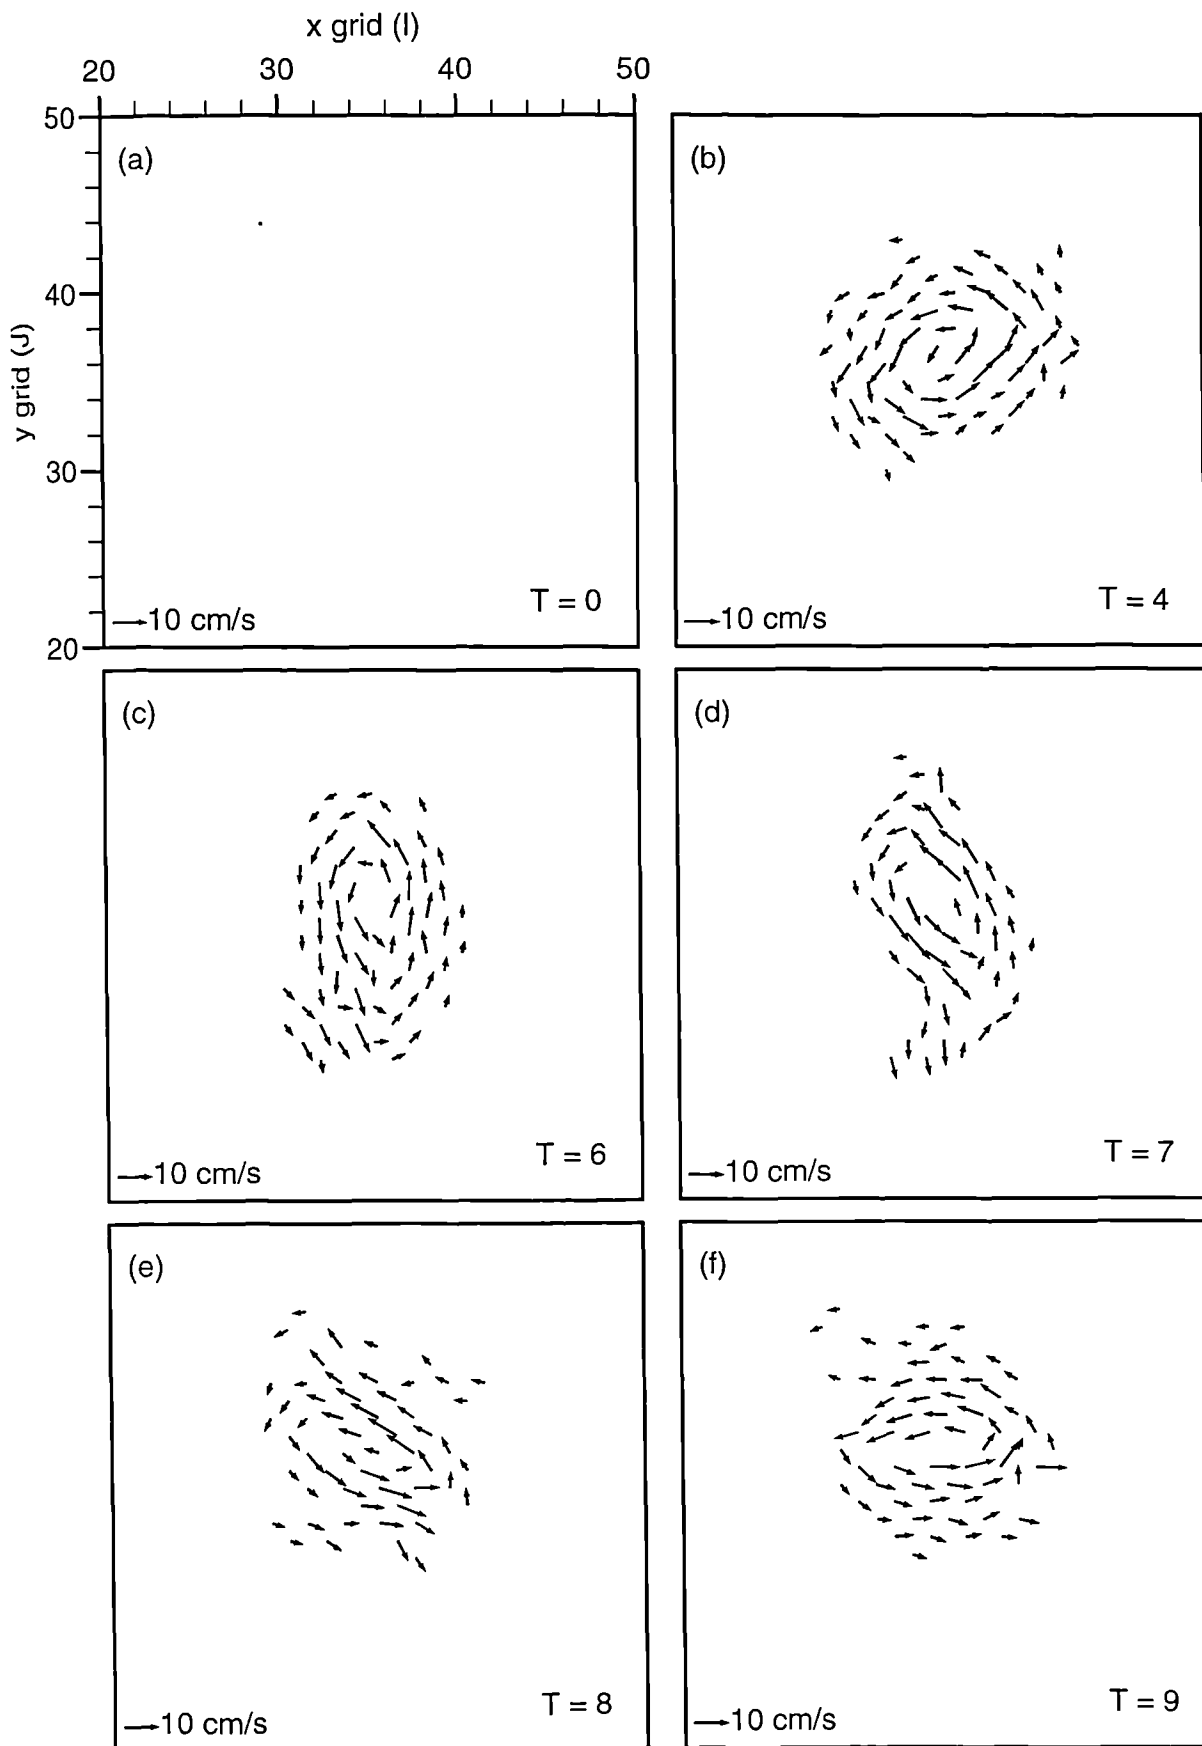 x grid (I)
20 30 40 50
50
40
30
20
y grid (J)
(a)
T = 0
10 cm/s
(b)
T = 4
10 cm/s
(c)
T = 6
10 cm/s
(d)
T = 7
10 cm/s
(e)
T = 8
10 cm/s
(f)
T = 9
10 cm/s